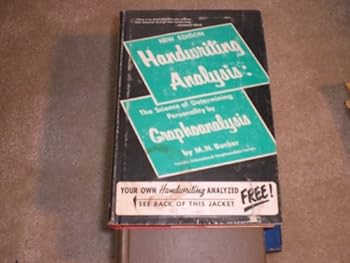 NEW EDITION
Handwriting
Analysis:
The Science of Determining
Personality by
Graphoanalysis
by M. N. Bunker
YOUR OWN Handwriting ANALYZED
SEE BACK OF THIS JACKET
FREE!